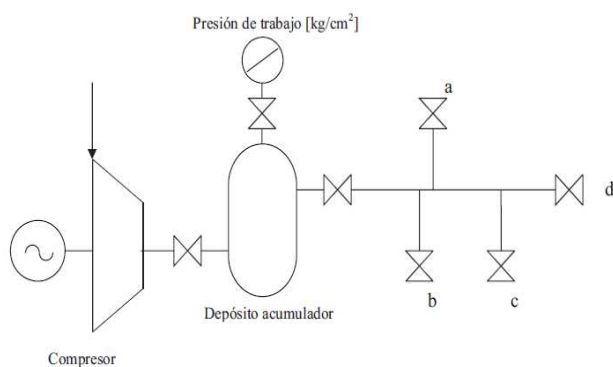 Presión de trabajo [kg/cm²]
a
d
b
c
Depósito acumulador
Compresor